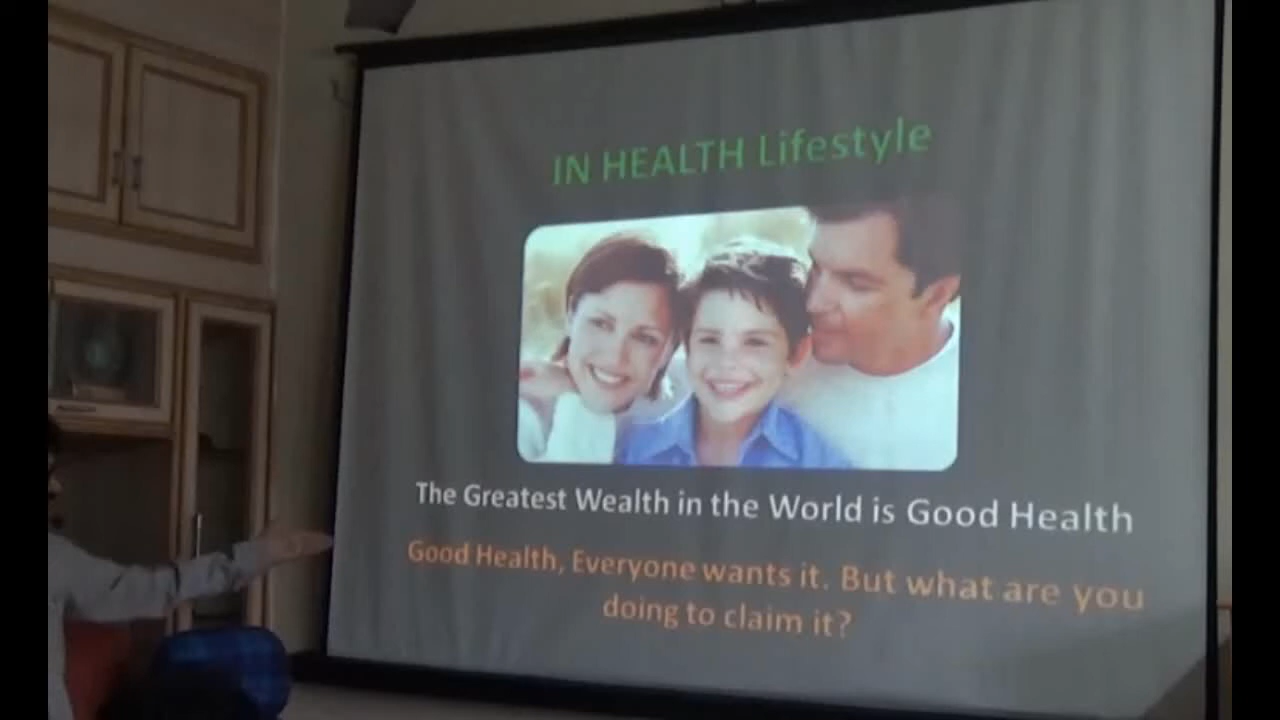 IN HEALTH Lifestyle
The Greatest Wealth in the World is Good Health
Good Health, Everyone wants it. But what are you
doing to claim it?